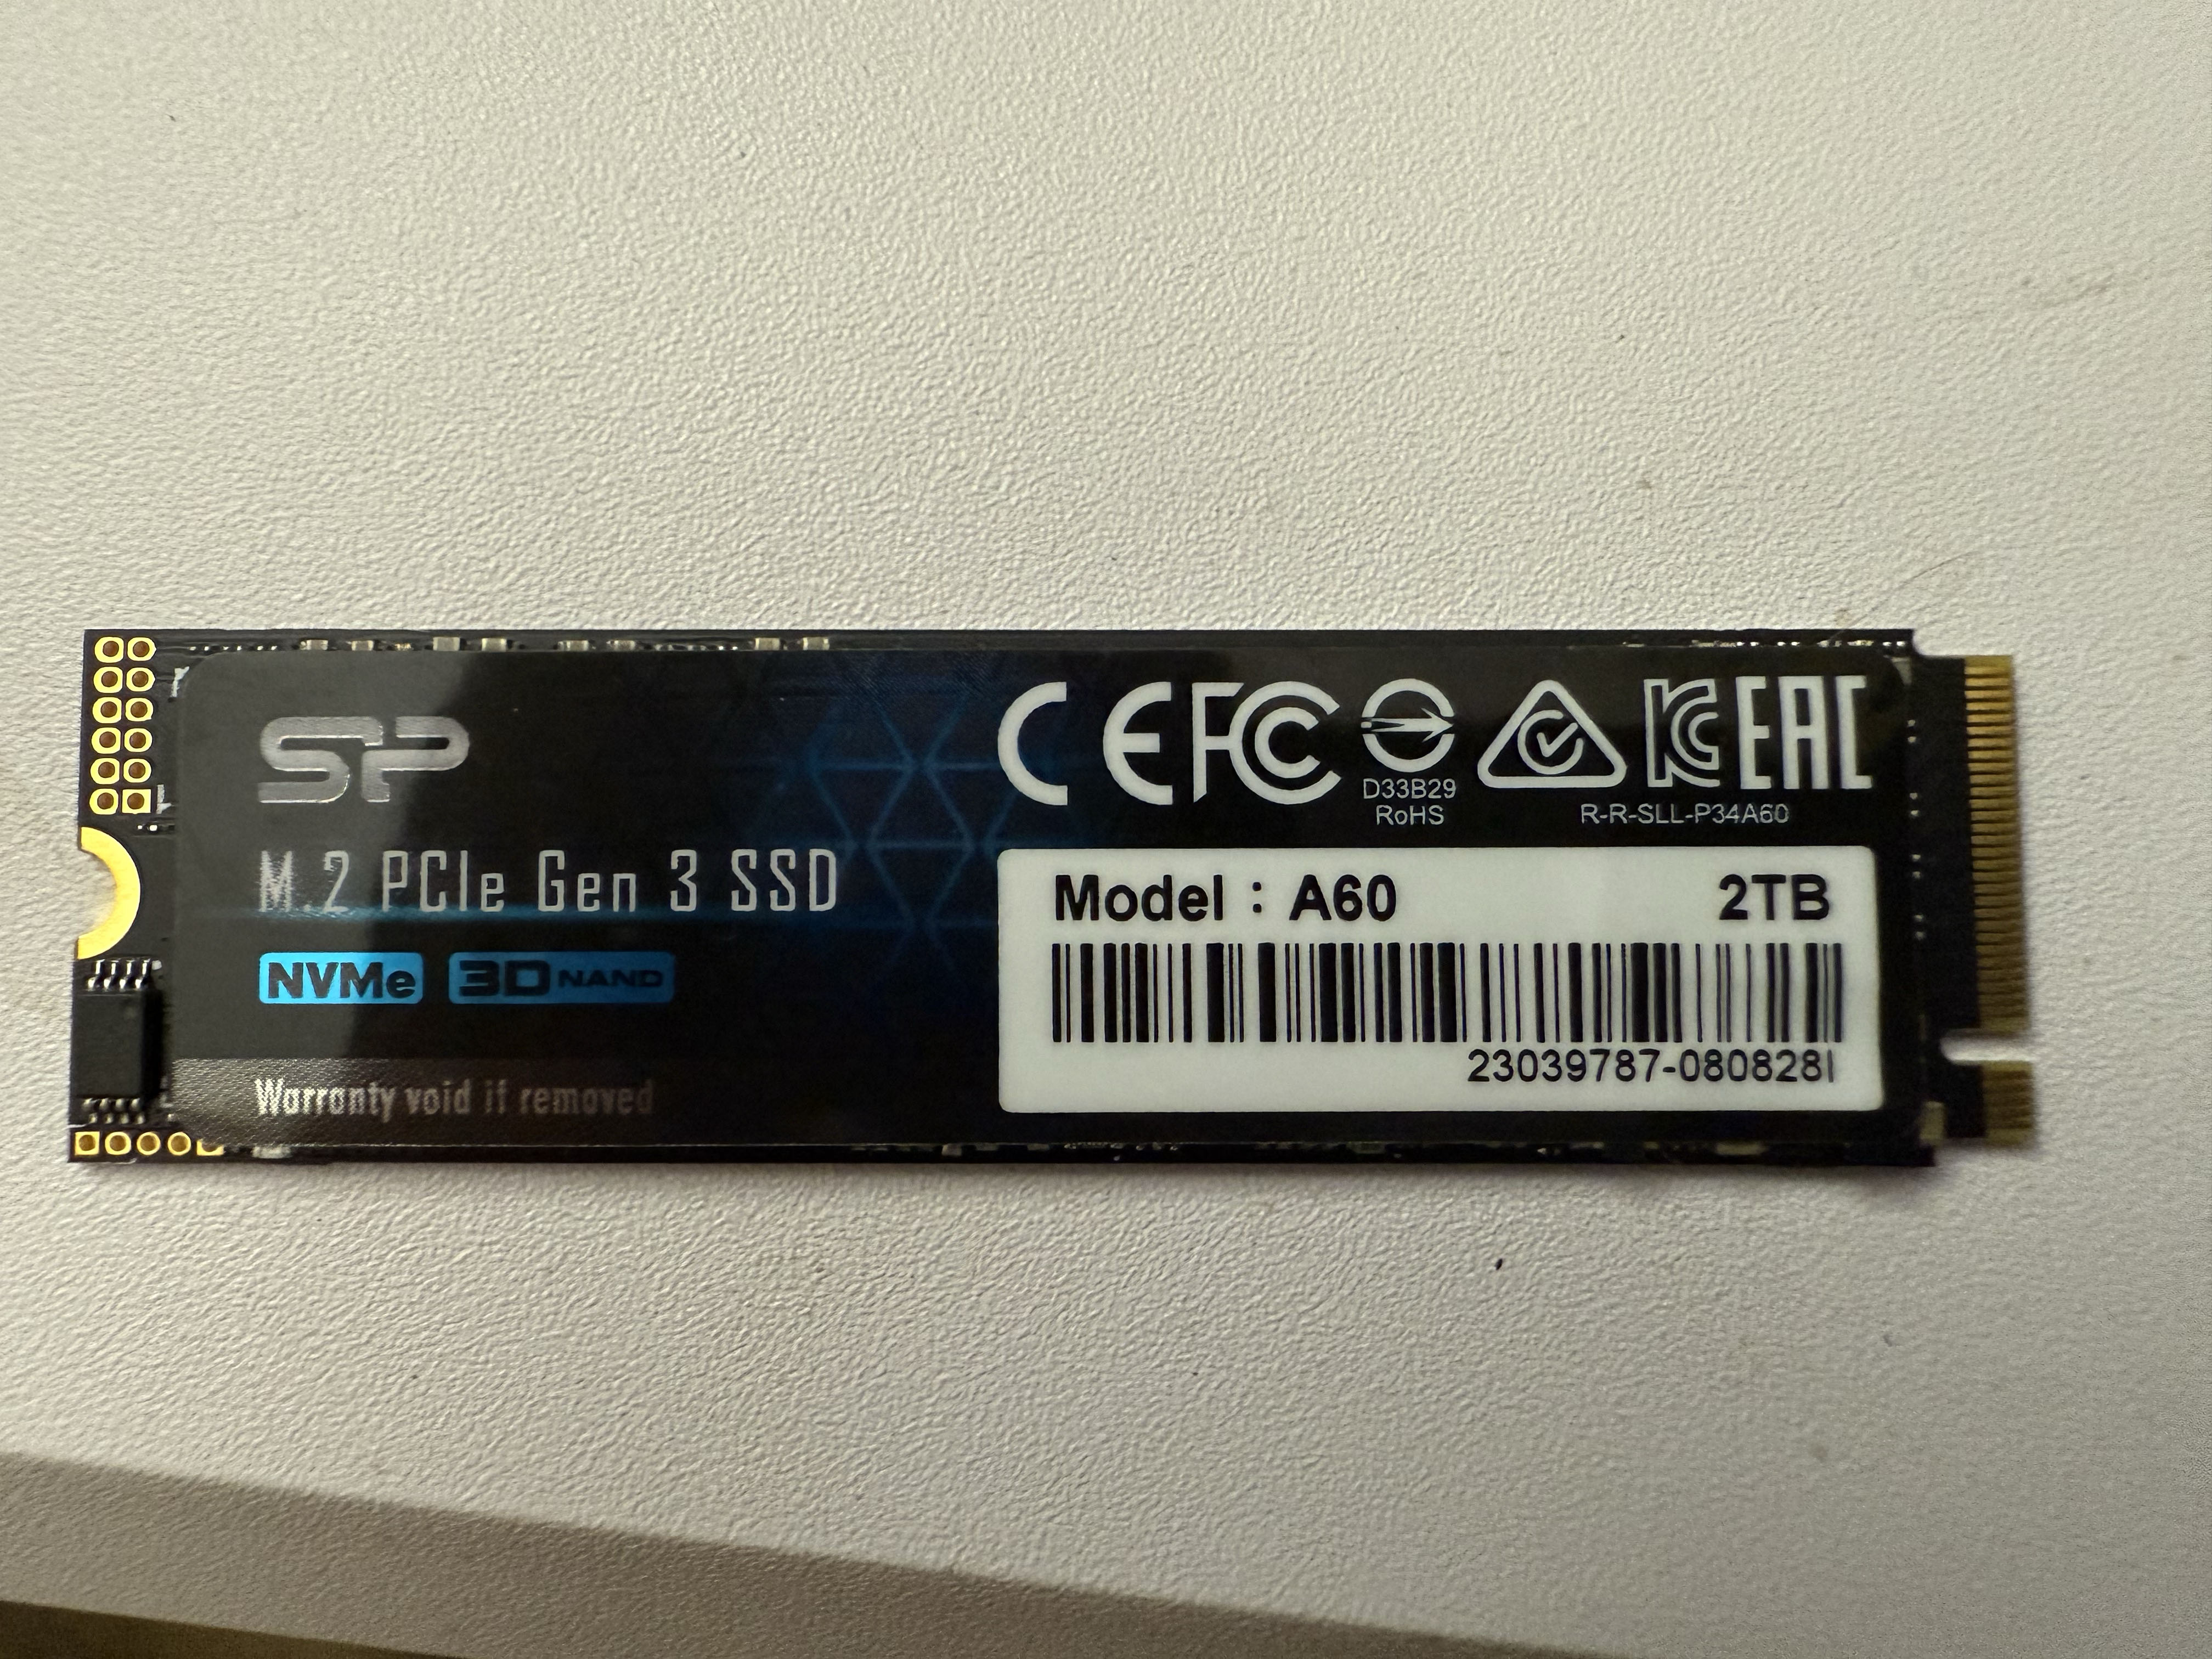 SP
M.2 PCIe Gen 3 SSD
NVMe 3D NAND
Warranty void if removed
CE FC
D33B29
RoHS
KC EAC
R-R-SLL-P34A60
Model : A60 2TB
23039787-080828I